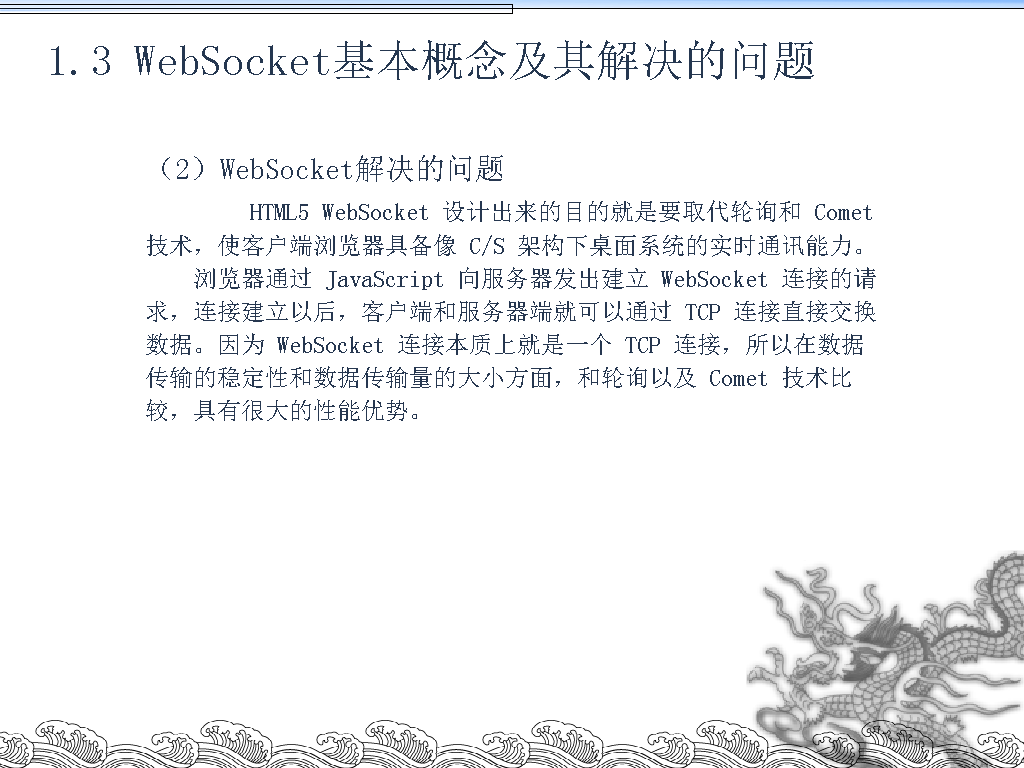 1.3 WebSocket基本概念及其解决的问题
（2）WebSocket解决的问题
HTML5 WebSocket 设计出来的目的就是要取代轮询和 Comet
技术，使客户端浏览器具备像 C/S 架构下桌面系统的实时通讯能力。
浏览器通过 JavaScript 向服务器发出建立 WebSocket 连接的请
求，连接建立以后，客户端和服务器端就可以通过 TCP 连接直接交换
数据。因为 WebSocket 连接本质上就是一个 TCP 连接，所以在数据
传输的稳定性和数据传输量的大小方面，和轮询以及 Comet 技术比
较，具有很大的性能优势。